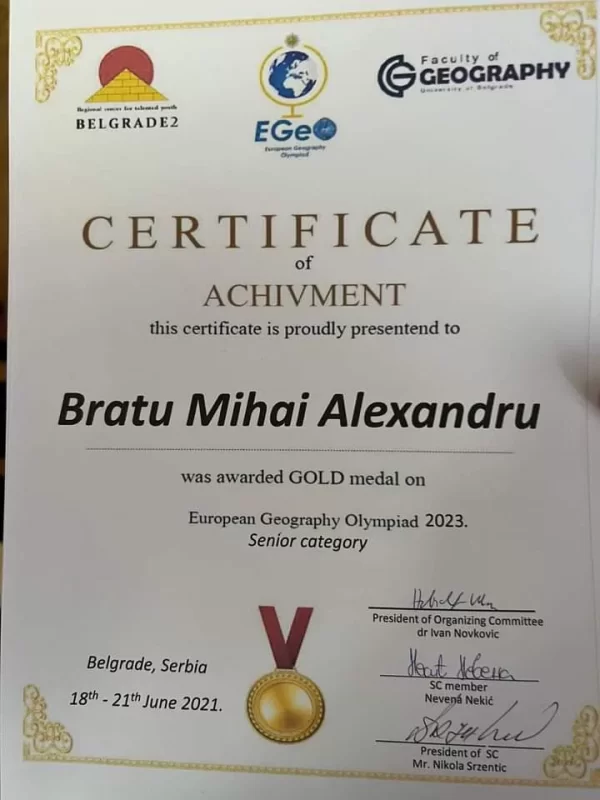 Regional center for talented youth
BELGRADE2
EGeO
European Geography
Olympiad
Faculty of
GEOGRAPHY
University of Belgrade
CERTIFICATE
of
ACHIVMENT
this certificate is proudly presentend to
Bratu Mihai Alexandru
was awarded GOLD medal on
European Geography Olympiad 2023.
Senior category
President of Organizing Committee
dr Ivan Novkovic
SC member
Nevena Nekić
President of SC
Mr. Nikola Srzentic
Belgrade, Serbia
18th - 21th June 2021.